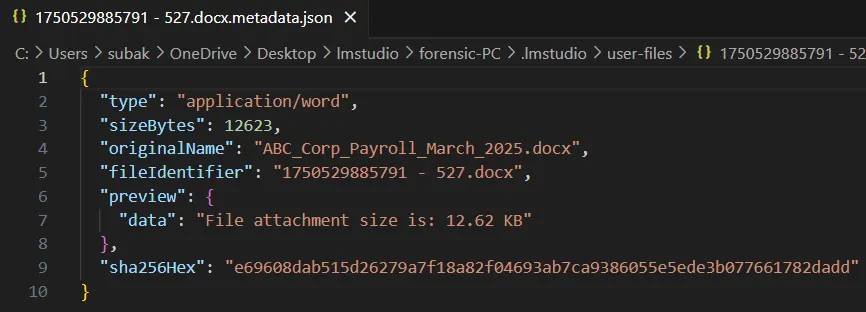 {} 1750529885791 - 527.docx.metadata.json ×
C: > Users > subak > OneDrive > Desktop > lmstudio > forensic-PC > .lmstudio > user-files > {} 1750529885791 - 52
1 {
2 "type": "application/word",
3 "sizeBytes": 12623,
4 "originalName": "ABC_Corp_Payroll_March_2025.docx",
5 "fileIdentifier": "1750529885791 - 527.docx",
6 "preview": {
7 "data": "File attachment size is: 12.62 KB"
8 },
9 "sha256Hex": "e69608dab515d26279a7f18a82f04693ab7ca9386055e5ede3b077661782dadd"
10 }